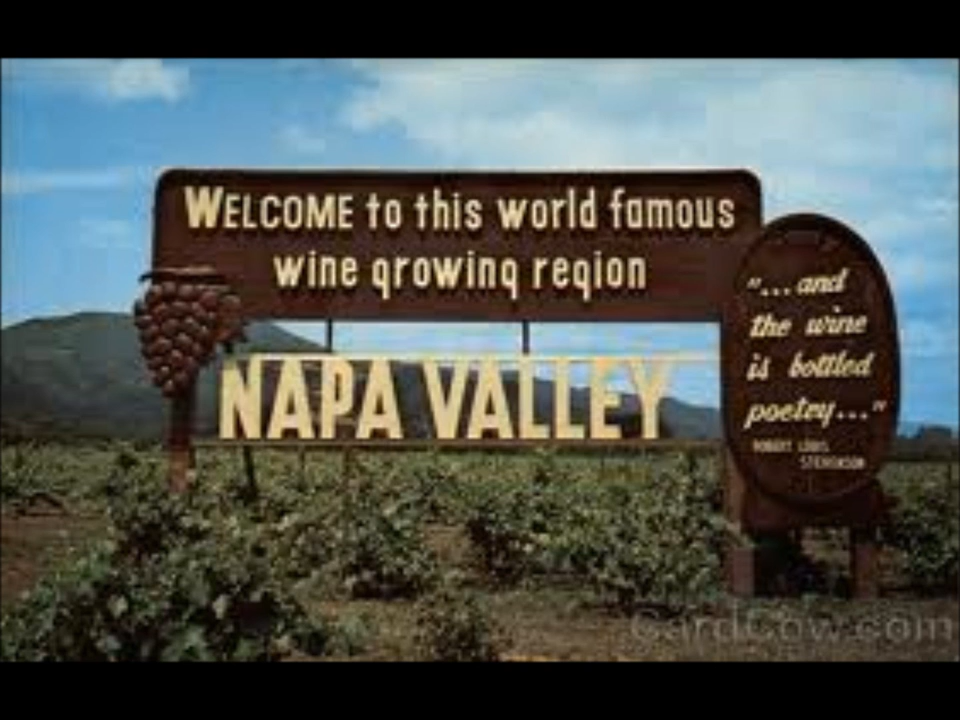 WELCOME to this world famous
wine growing region
NAPA VALLEY
"...and
the wine
is bottled
poetry..."
ROBERT LOUIS
STEVENSON
CardCow.com